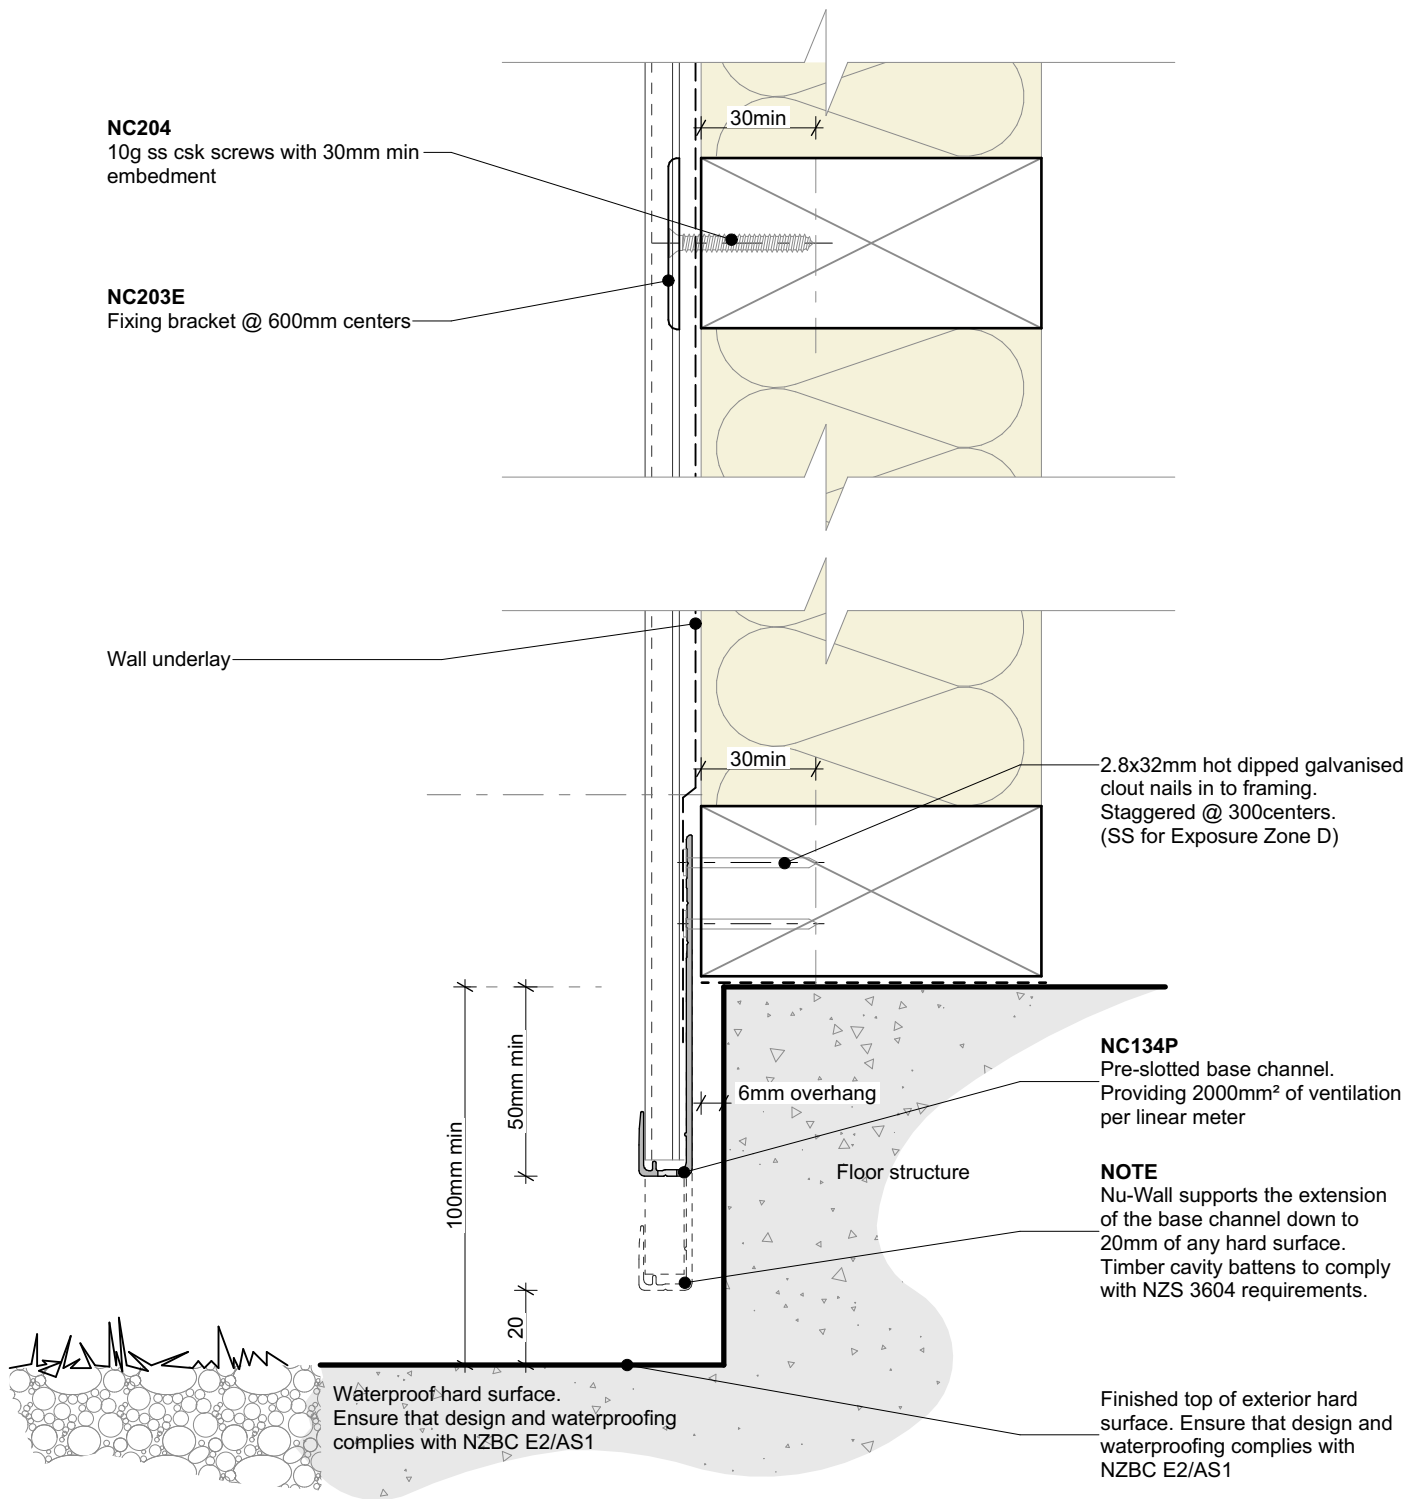 30min
NC204
10g ss csk screws with 30mm min
embedment
NC203E
Fixing bracket @ 600mm centers
Wall underlay
30min
2.8x32mm hot dipped galvanised
clout nails in to framing.
Staggered @ 300centers.
(SS for Exposure Zone D)
50mm min
100mm min
6mm overhang
NC134P
Pre-slotted base channel.
Providing 2000mm² of ventilation
per linear meter
Floor structure
NOTE
Nu-Wall supports the extension
of the base channel down to
20mm of any hard surface.
Timber cavity battens to comply
with NZS 3604 requirements.
20
Waterproof hard surface.
Ensure that design and waterproofing
complies with NZBC E2/AS1
Finished top of exterior hard
surface. Ensure that design and
waterproofing complies with
NZBC E2/AS1